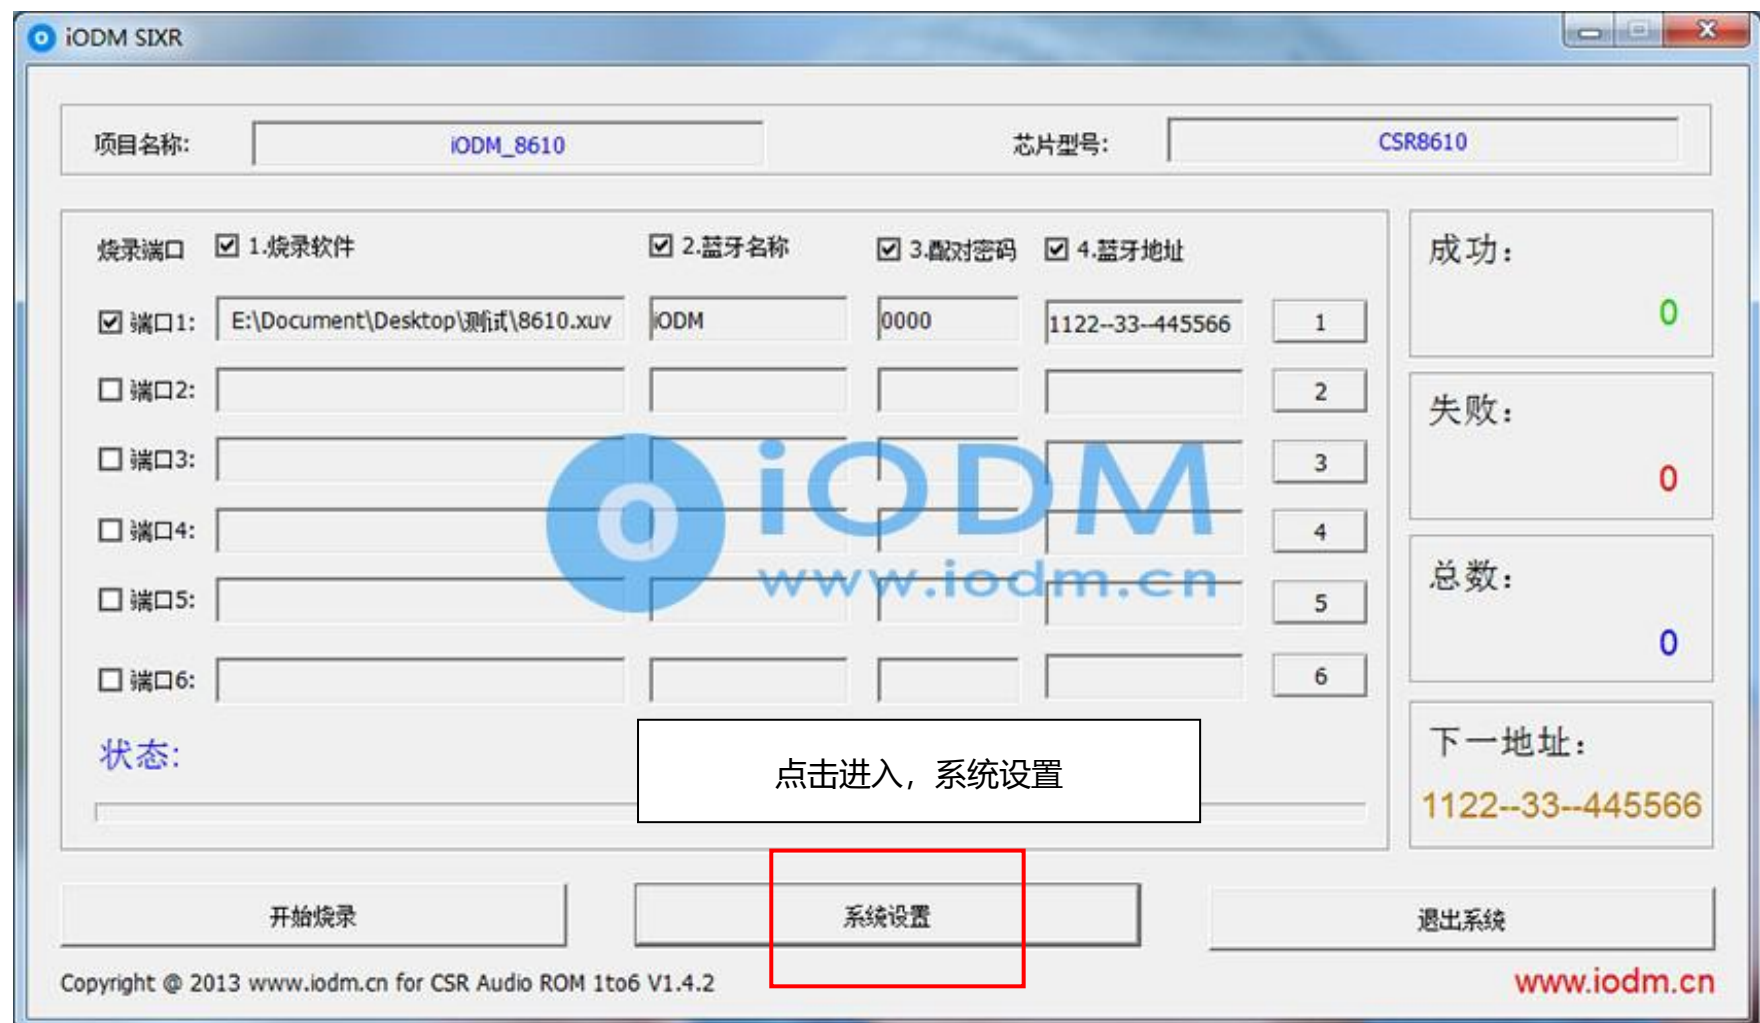 iODM SIXR
项目名称: iODM_8610 芯片型号: CSR8610
烧录端口 1.烧录软件 2.蓝牙名称 3.配对密码 4.蓝牙地址
端口1: E:\Document\Desktop\测试\8610.xuv iODM 0000 1122--33--445566 1
端口2: 2
端口3: 3
端口4: 4
端口5: 5
端口6: 6
iODM
www.iodm.cn
状态:
点击进入，系统设置
成功:
0
失败:
0
总数:
0
下一地址:
1122--33--445566
开始烧录 系统设置 退出系统
Copyright @ 2013 www.iodm.cn for CSR Audio ROM 1to6 V1.4.2 www.iodm.cn